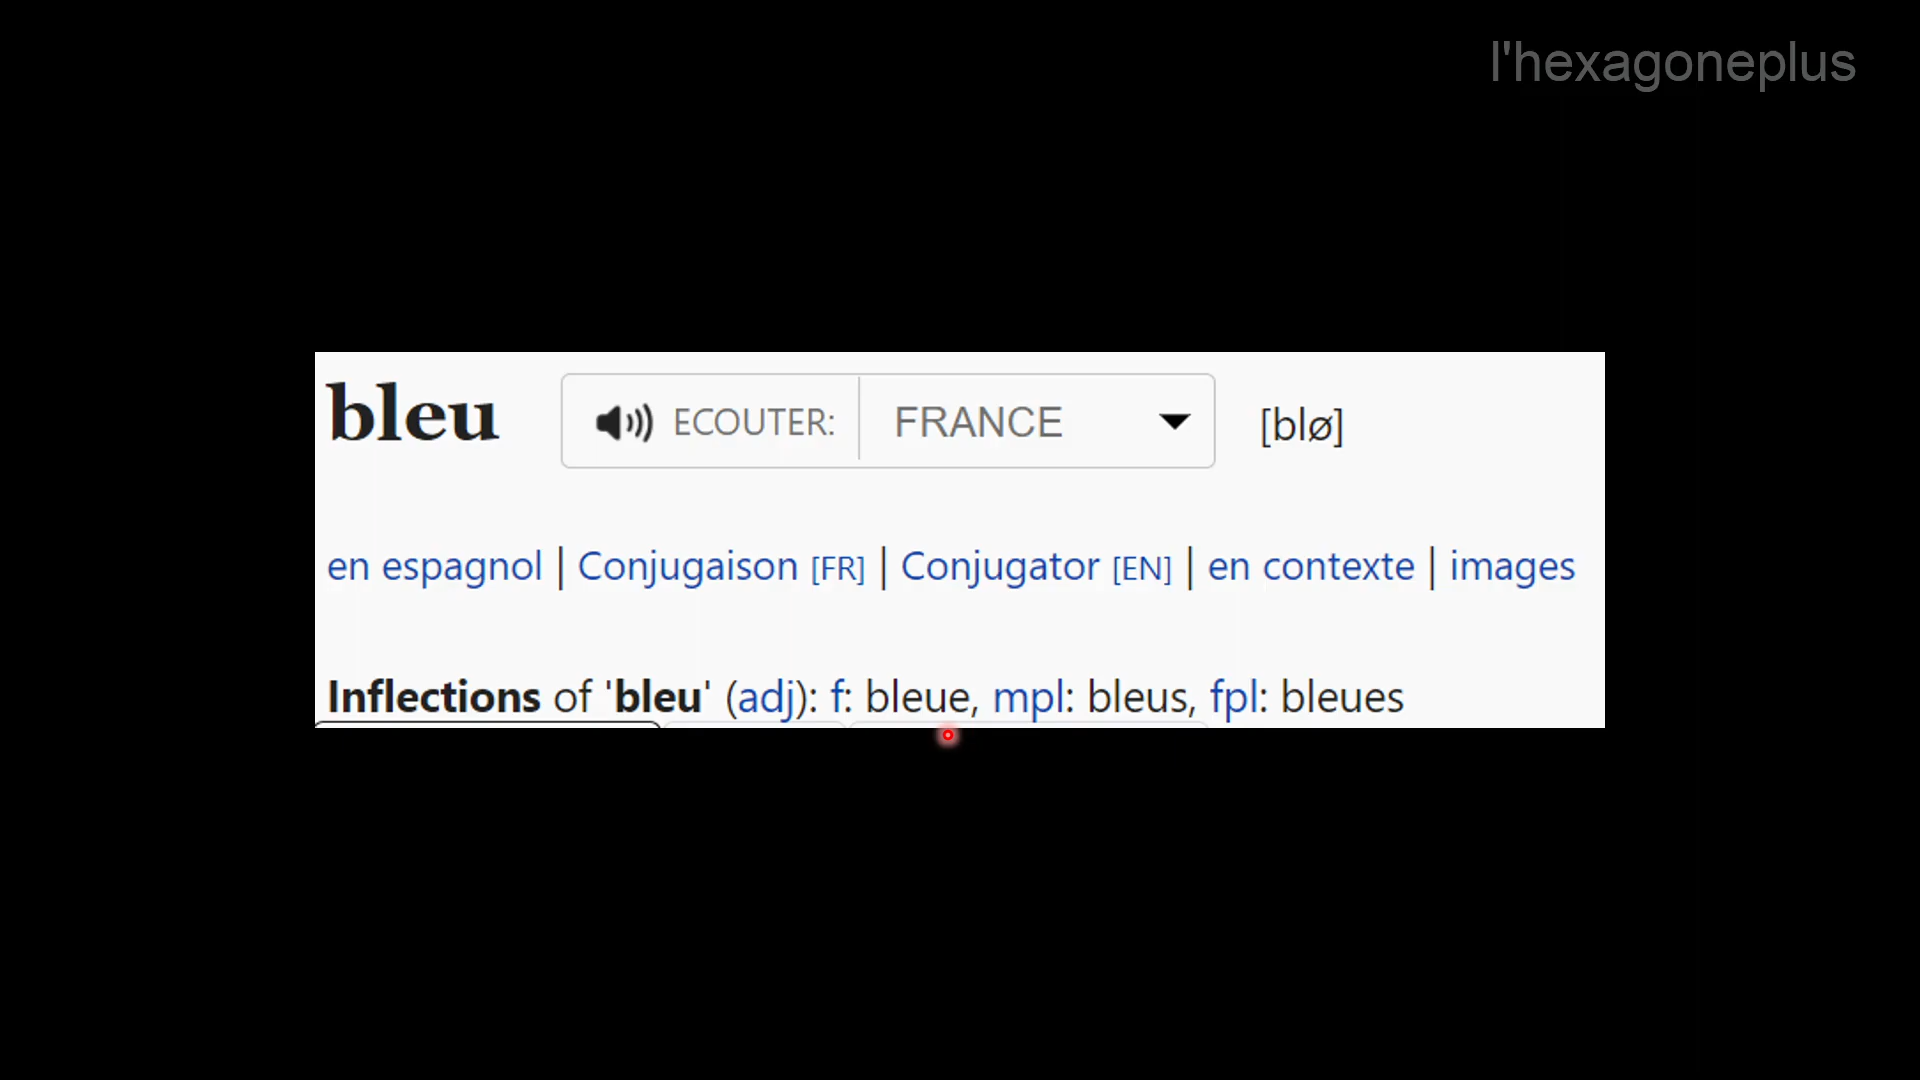 l'hexagoneplus
bleu ECOUTER: FRANCE [blø]
en espagnol | Conjugaison [FR] | Conjugator [EN] | en contexte | images
Inflections of 'bleu' (adj): f: bleue, mpl: bleus, fpl: bleues